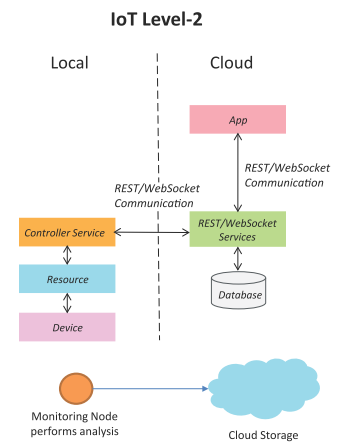 IoT Level-2
Local
Cloud
App
REST/WebSocket
Communication
REST/WebSocket
Communication
Controller Service
REST/WebSocket
Services
Resource
Database
Device
Monitoring Node
performs analysis
Cloud Storage